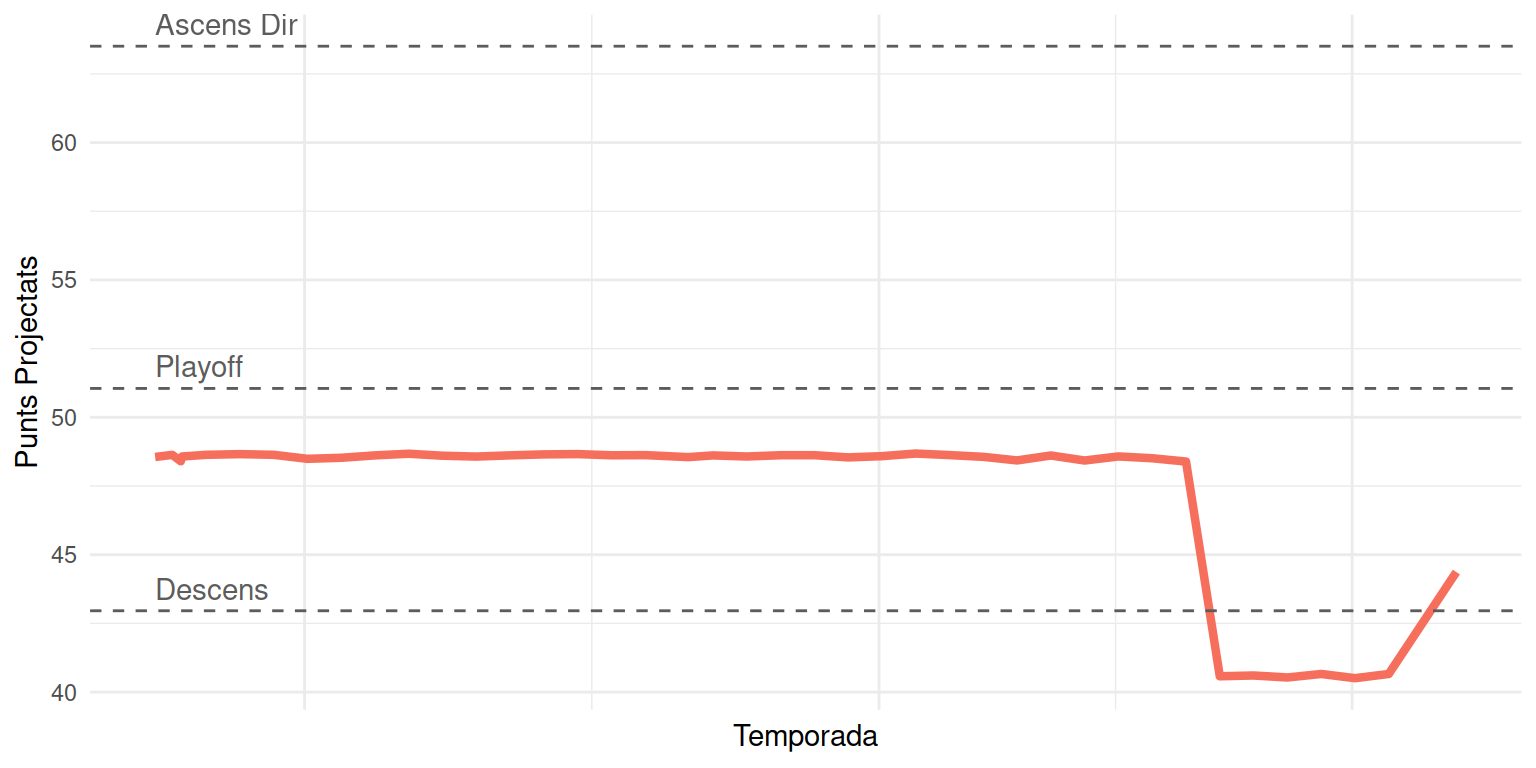 Ascens Dir
60
55
Playoff
50
45
Descens
40
Punts Projectats
Temporada